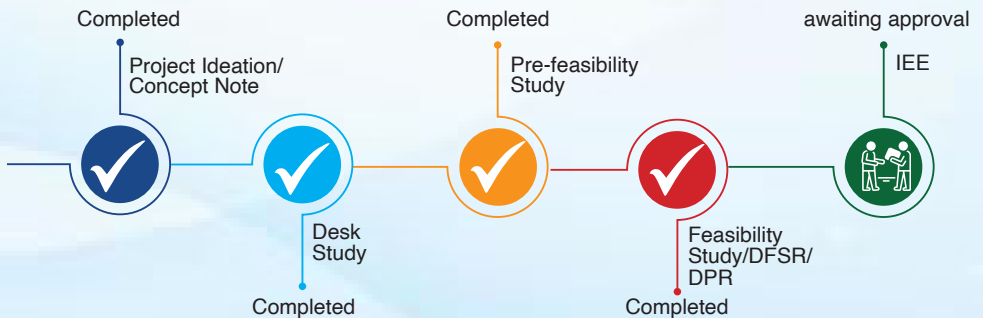 Completed
Project Ideation/
Concept Note
Desk
Study
Completed
Completed
Pre-feasibility
Study
Feasibility
Study/DFSR/
DPR
Completed
awaiting approval
IEE